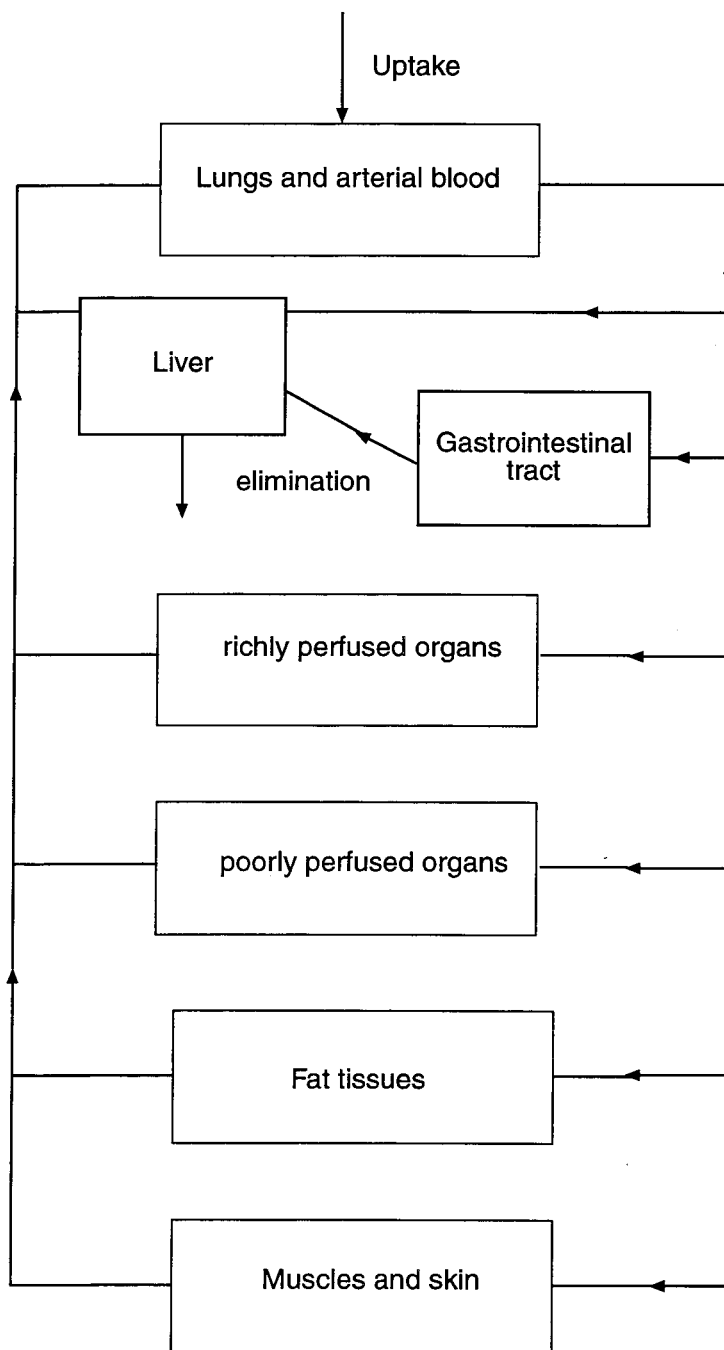 Uptake
Lungs and arterial blood
Liver
Gastrointestinal
tract
elimination
richly perfused organs
poorly perfused organs
Fat tissues
Muscles and skin